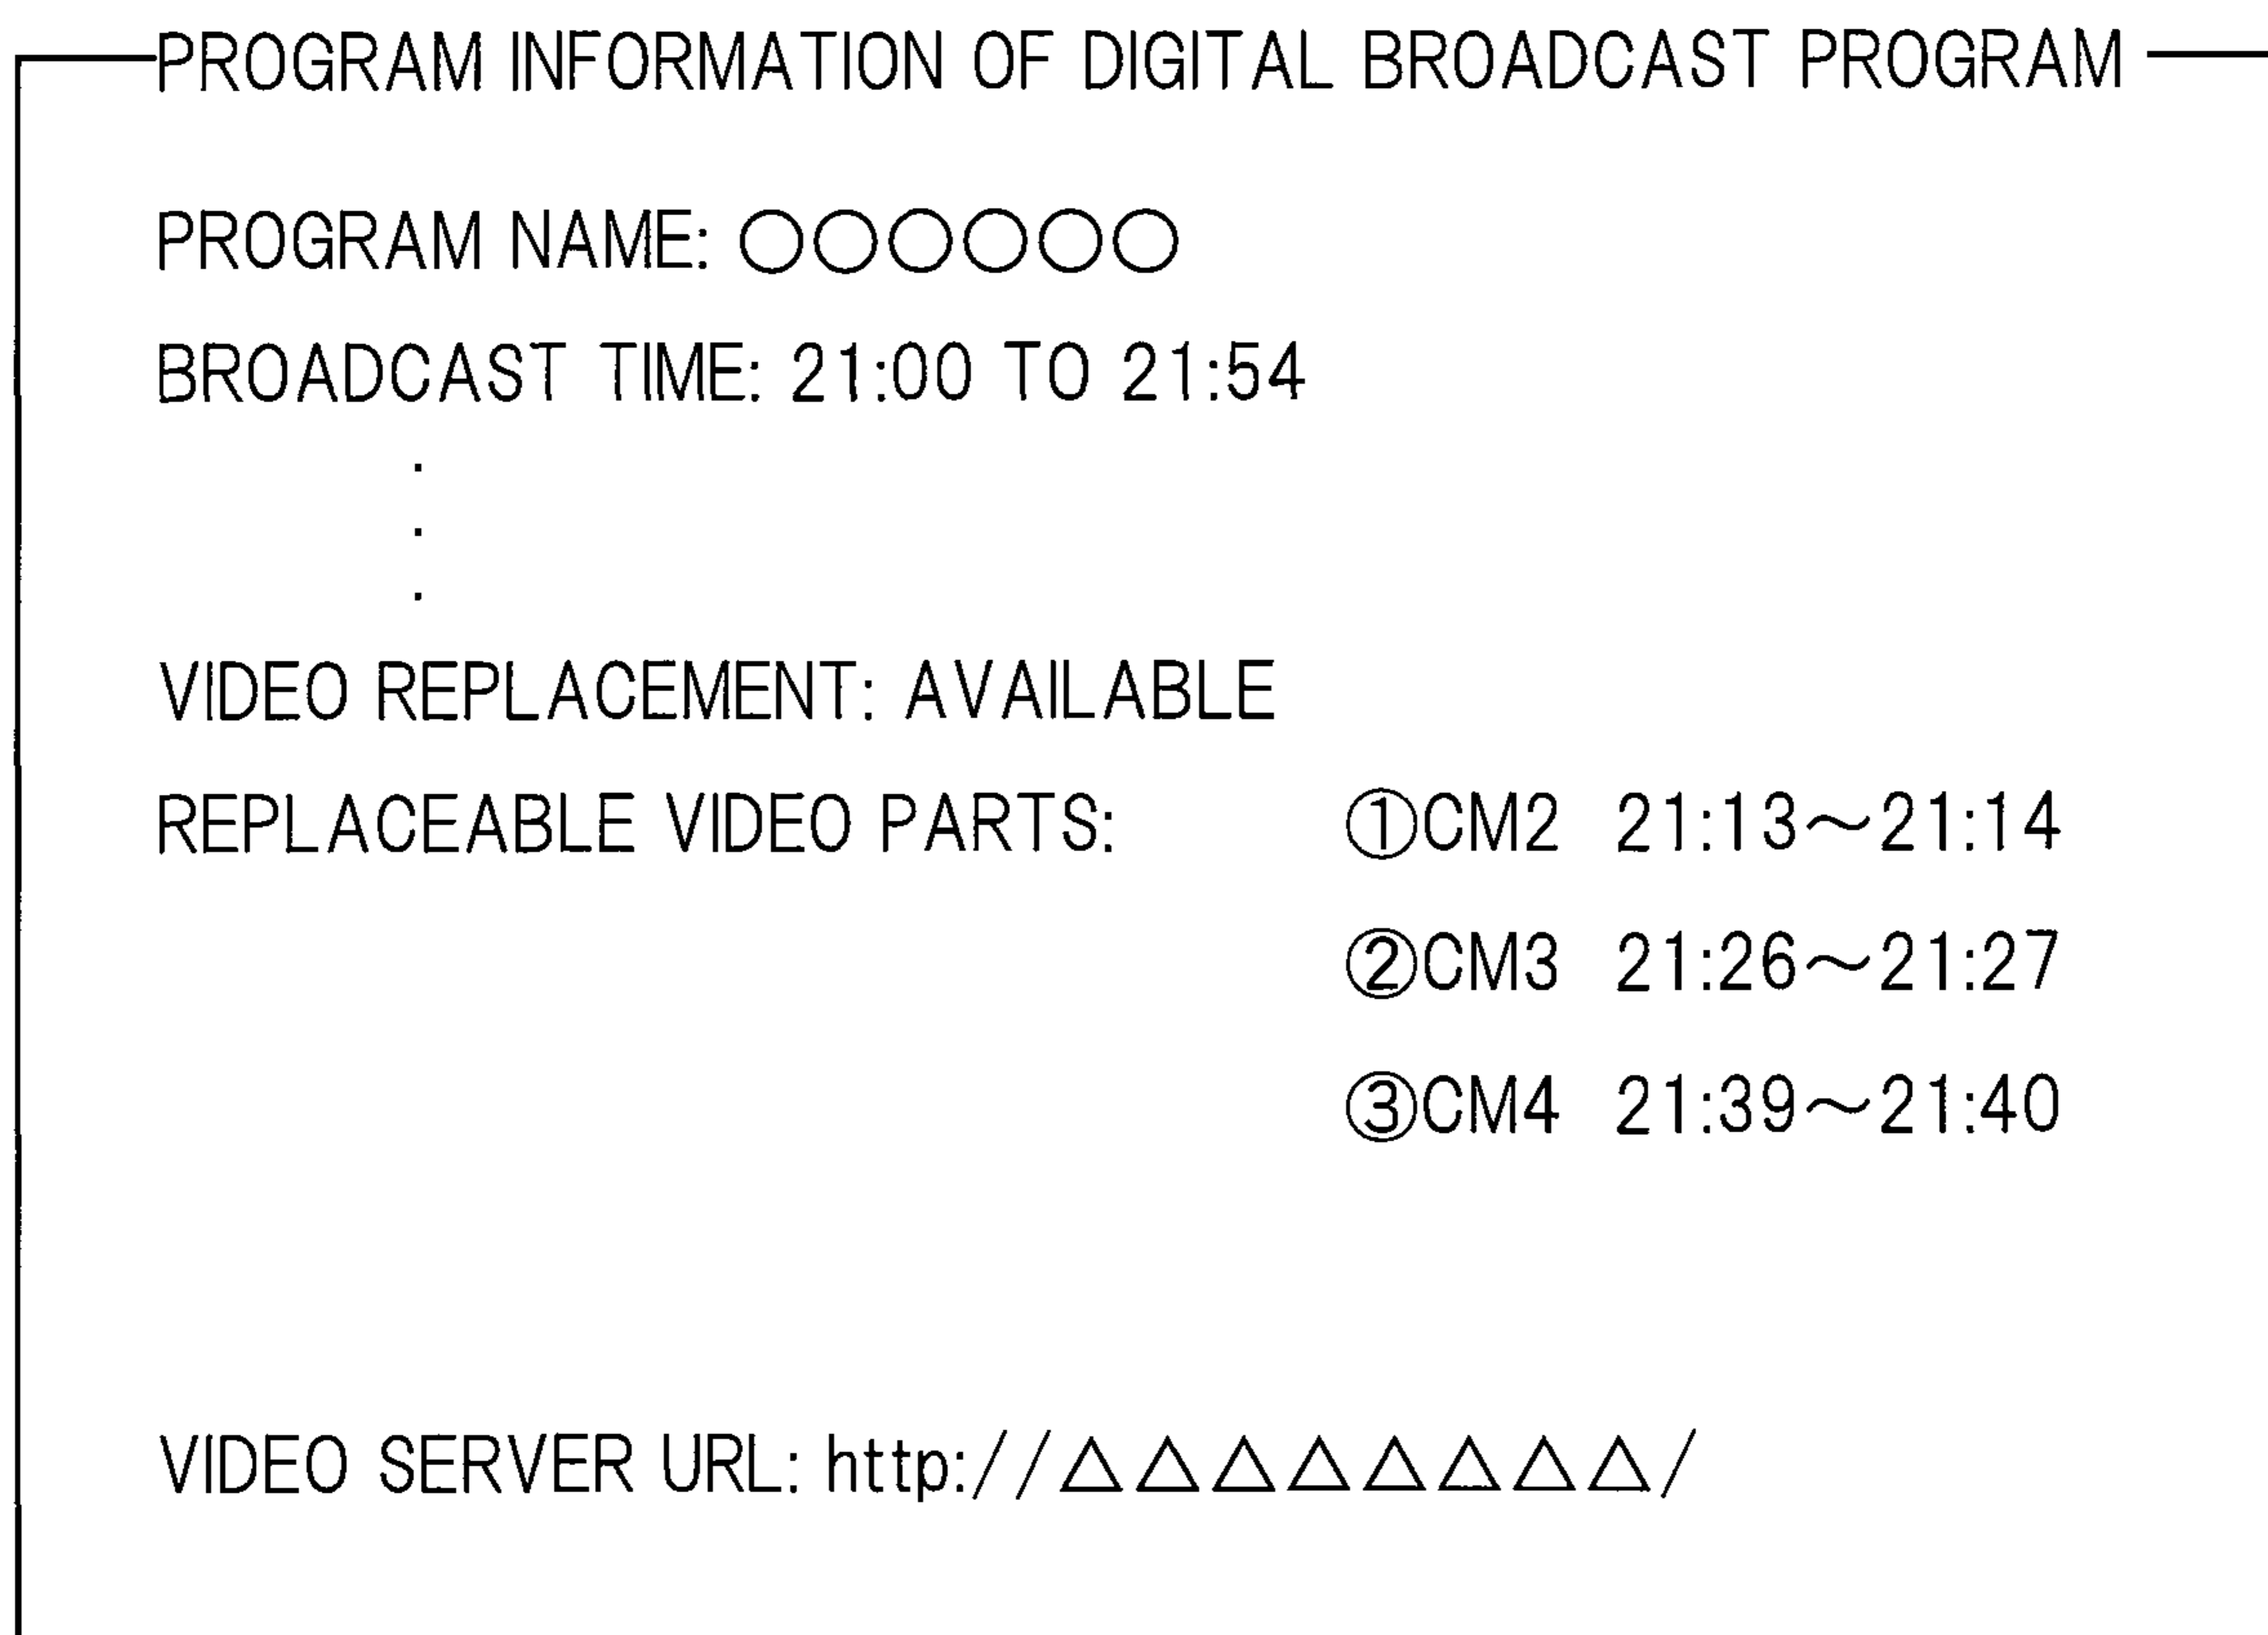 PROGRAM INFORMATION OF DIGITAL BROADCAST PROGRAM
PROGRAM NAME: ○○○○○○
BROADCAST TIME: 21:00 TO 21:54
.
.
.
VIDEO REPLACEMENT: AVAILABLE
REPLACEABLE VIDEO PARTS: ①CM2 21:13～21:14
②CM3 21:26～21:27
③CM4 21:39～21:40
VIDEO SERVER URL: http://△△△△△△△△/